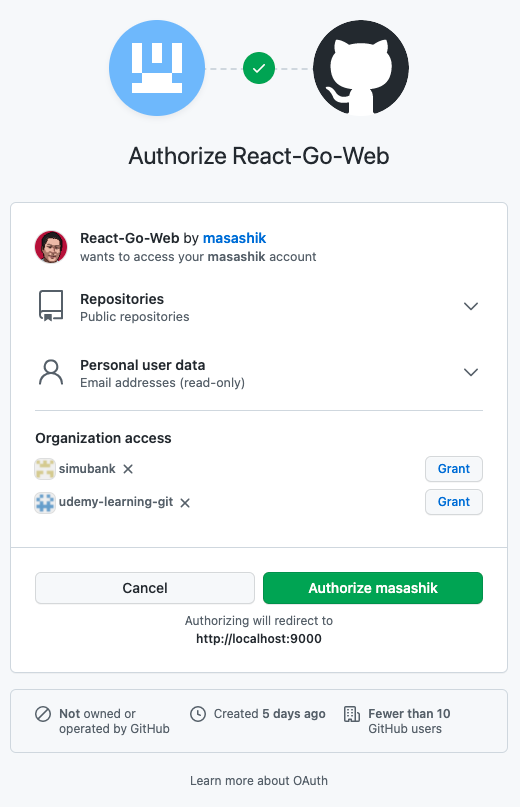 Authorize React-Go-Web
React-Go-Web by masashik
wants to access your masashik account
Repositories
Public repositories
Personal user data
Email addresses (read-only)
Organization access
simubank ✕ Grant
udemy-learning-git ✕ Grant
Cancel Authorize masashik
Authorizing will redirect to
http://localhost:9000
Not owned or
operated by GitHub
Created 5 days ago
Fewer than 10
GitHub users
Learn more about OAuth